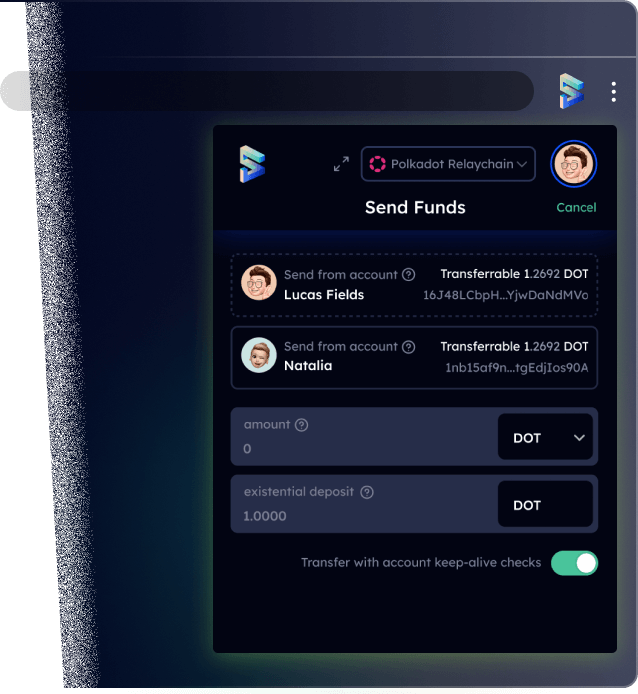 Polkadot Relaychain
Send Funds
Cancel
Send from account ? Transferrable 1.2692 DOT
Lucas Fields 16J48LCbpH...YjwDaNdMVo
Send from account ? Transferrable 1.2692 DOT
Natalia 1nb15af9n...tgEdjIos90A
amount ?
0 DOT
existential deposit ?
1.0000 DOT
Transfer with account keep-alive checks